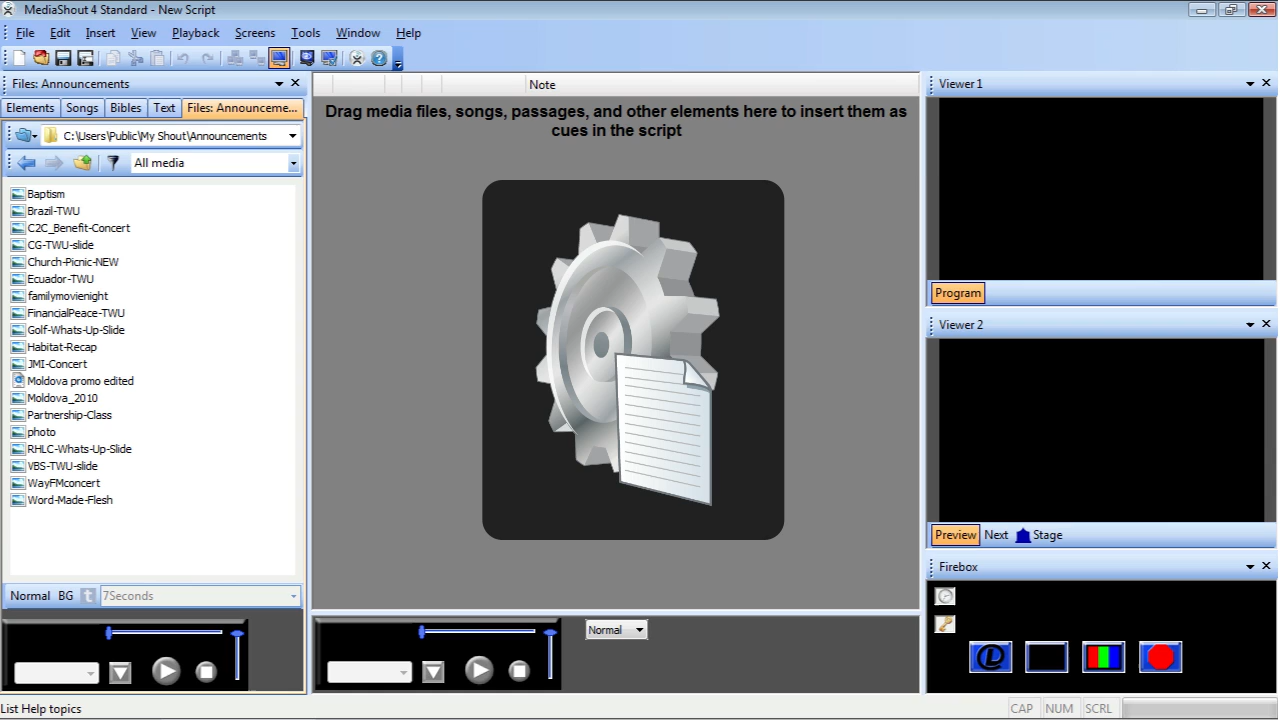 MediaShout 4 Standard - New Script
File Edit Insert View Playback Screens Tools Window Help
Files: Announcements
Elements Songs Bibles Text Files: Announceme...
C:\Users\Public\My Shout\Announcements
All media
Baptism
Brazil-TWU
C2C_Benefit-Concert
CG-TWU-slide
Church-Picnic-NEW
Ecuador-TWU
familymovienight
FinancialPeace-TWU
Golf-Whats-Up-Slide
Habitat-Recap
JMI-Concert
Moldova promo edited
Moldova_2010
Partnership-Class
photo
RHLC-Whats-Up-Slide
VBS-TWU-slide
WayFMconcert
Word-Made-Flesh
Normal BG t 7Seconds
Note
Drag media files, songs, passages, and other elements here to insert them as
cues in the script
Normal
Viewer 1
Program
Viewer 2
Preview Next Stage
Firebox
List Help topics
CAP NUM SCRL